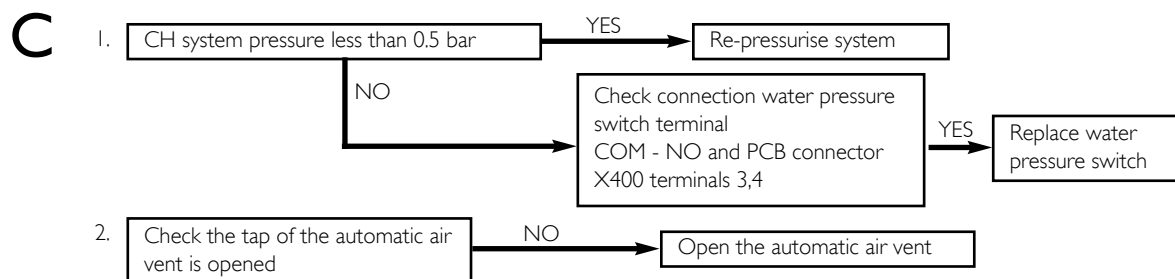 C
1. CH system pressure less than 0.5 bar
YES
Re-pressurise system
NO
Check connection water pressure
switch terminal
COM - NO and PCB connector
X400 terminals 3,4
YES
Replace water
pressure switch
2. Check the tap of the automatic air
vent is opened
NO
Open the automatic air vent